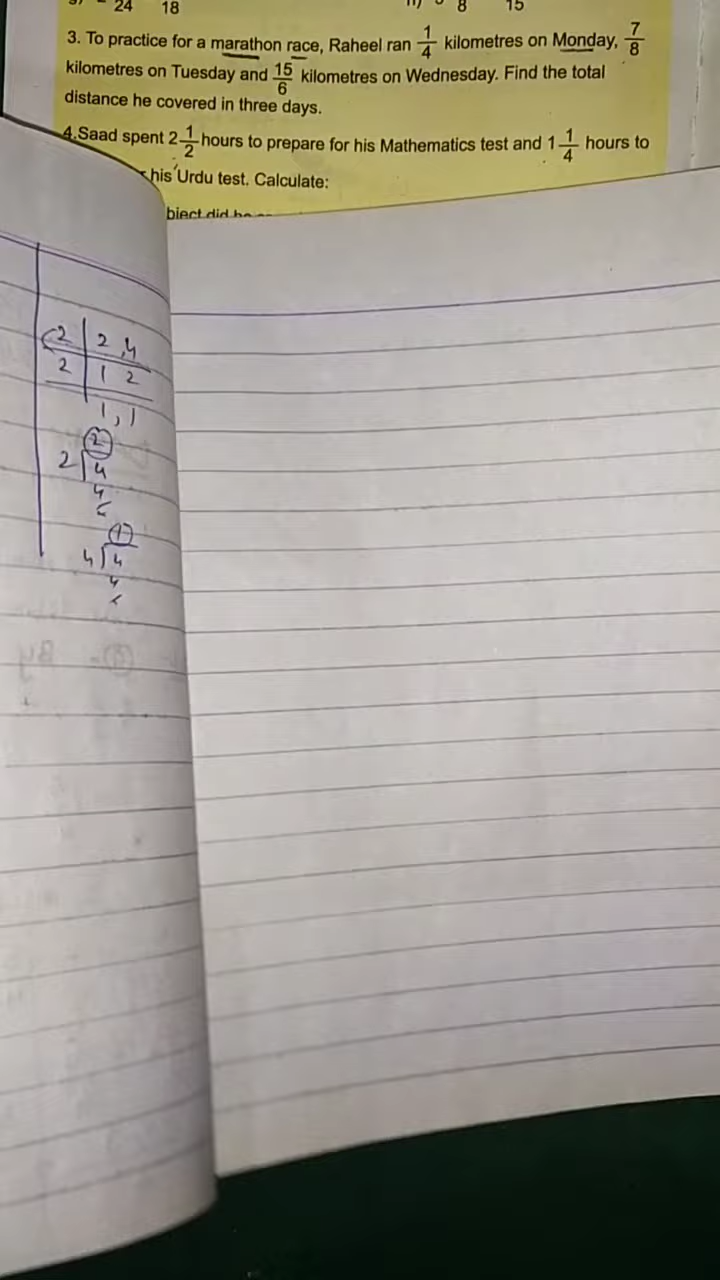 24 18 8 15
3. To practice for a marathon race, Raheel ran 1/4 kilometres on Monday, 7/8
kilometres on Tuesday and 15/6 kilometres on Wednesday. Find the total
distance he covered in three days.
4. Saad spent 2 1/2 hours to prepare for his Mathematics test and 1 1/4 hours to
his Urdu test. Calculate:
did he
2 | 2, 4
2 | 1 2
1, 1
2
2 4
4
1
4 4
4